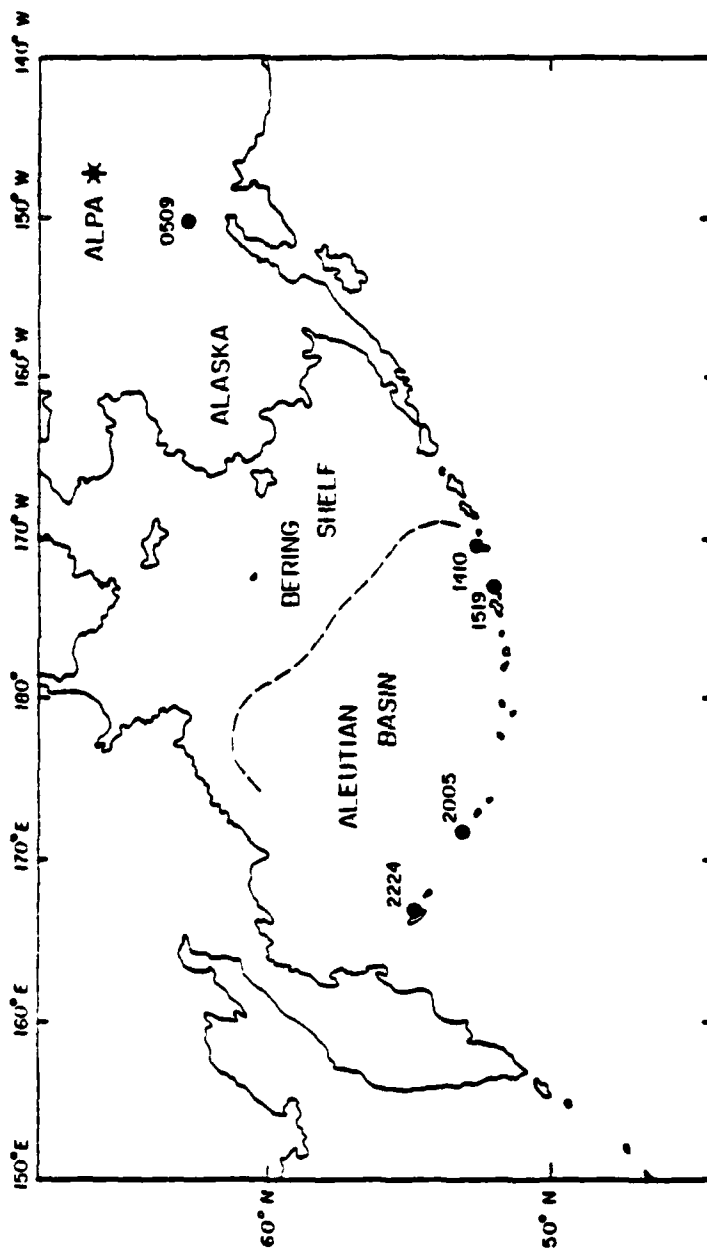 150° E
160° E
170° E
180°
170° W
160° W
150° W
140° W
60° N
50° N
ALPA
0509
ALASKA
BERING
SHELF
ALEUTIAN
BASIN
1410
1519
2005
2224